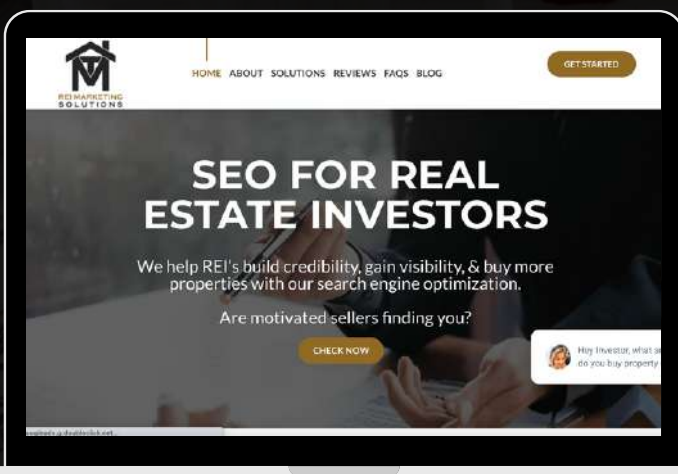 REI MARKETING
SOLUTIONS
HOME ABOUT SOLUTIONS REVIEWS FAQS BLOG
GET STARTED
SEO FOR REAL
ESTATE INVESTORS
We help REI's build credibility, gain visibility, & buy more
properties with our search engine optimization.
Are motivated sellers finding you?
CHECK NOW
Hey Investor, what
do you buy property